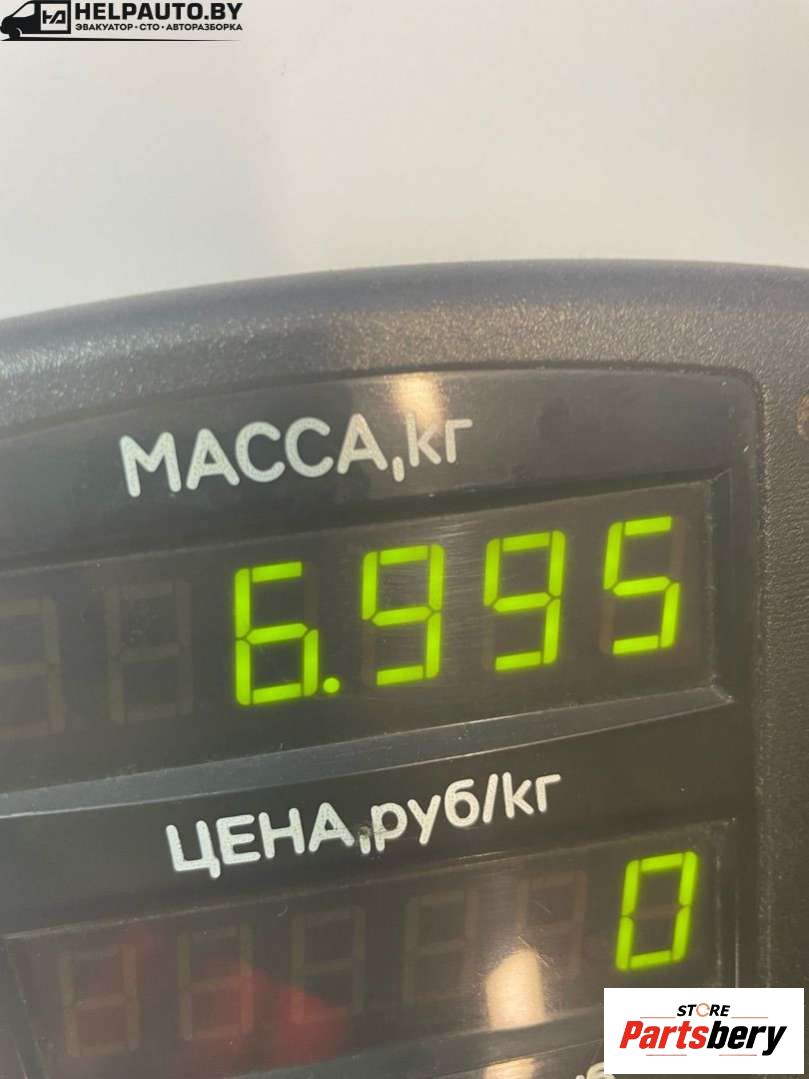 HELPAUTO.BY
ЭВАКУАТОР • СТО • АВТОРАЗБОРКА
МАССА,кг
6.995
ЦЕНА,руб/кг
0
STORE
Partsbery